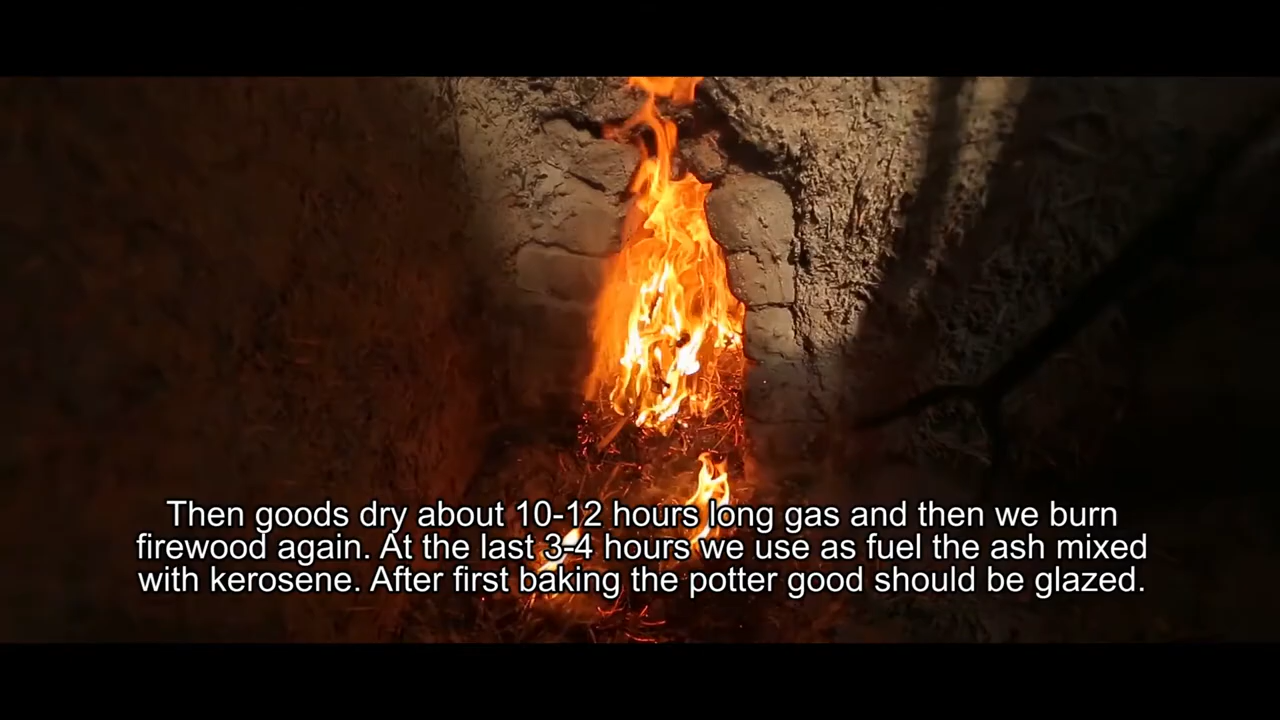 Then goods dry about 10-12 hours long gas and then we burn
firewood again. At the last 3-4 hours we use as fuel the ash mixed
with kerosene. After first baking the potter good should be glazed.